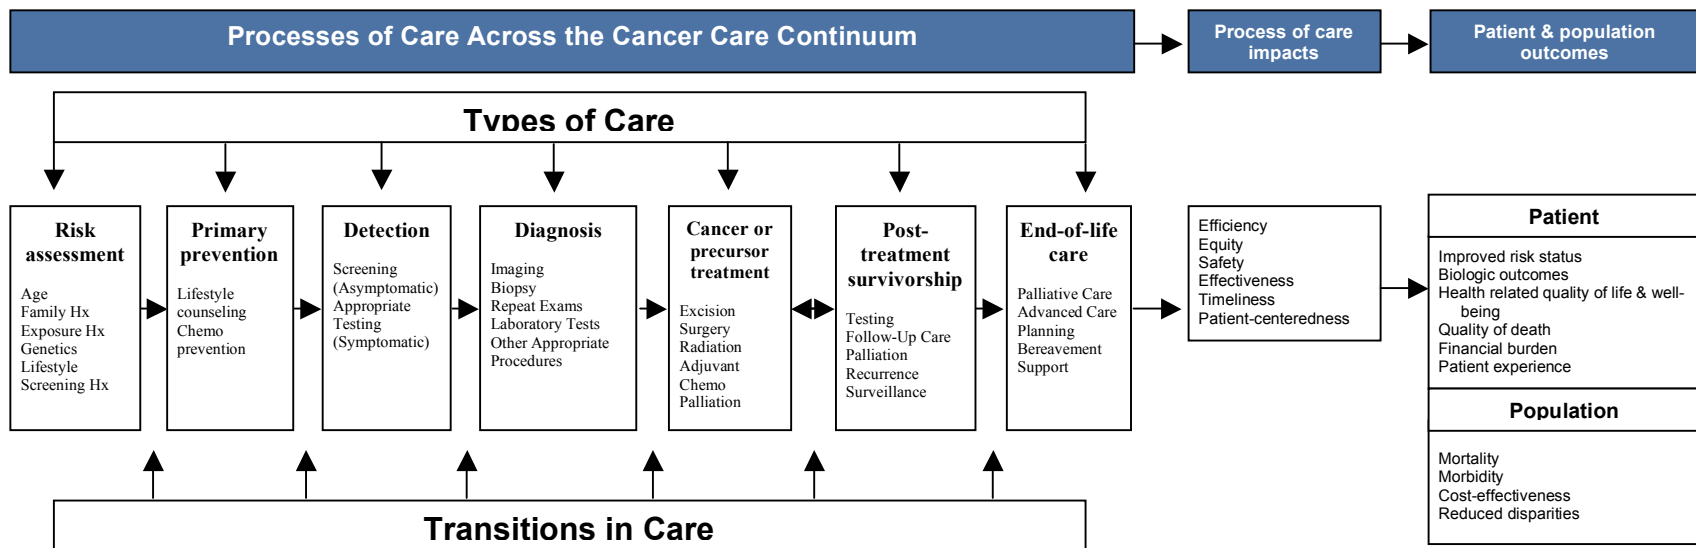 Processes of Care Across the Cancer Care Continuum
Process of care
impacts
Patient & population
outcomes
Types of Care
Risk
assessment
Age
Family Hx
Exposure Hx
Genetics
Lifestyle
Screening Hx
Primary
prevention
Lifestyle
counseling
Chemo
prevention
Detection
Screening
(Asymptomatic)
Appropriate
Testing
(Symptomatic)
Diagnosis
Imaging
Biopsy
Repeat Exams
Laboratory Tests
Other Appropriate
Procedures
Cancer or
precursor
treatment
Excision
Surgery
Radiation
Adjuvant
Chemo
Palliation
Post-
treatment
survivorship
Testing
Follow-Up Care
Palliation
Recurrence
Surveillance
End-of-life
care
Palliative Care
Advanced Care
Planning
Bereavement
Support
Efficiency
Equity
Safety
Effectiveness
Timeliness
Patient-centeredness
Patient
Improved risk status
Biologic outcomes
Health related quality of life & well-
being
Quality of death
Financial burden
Patient experience
Population
Mortality
Morbidity
Cost-effectiveness
Reduced disparities
Transitions in Care